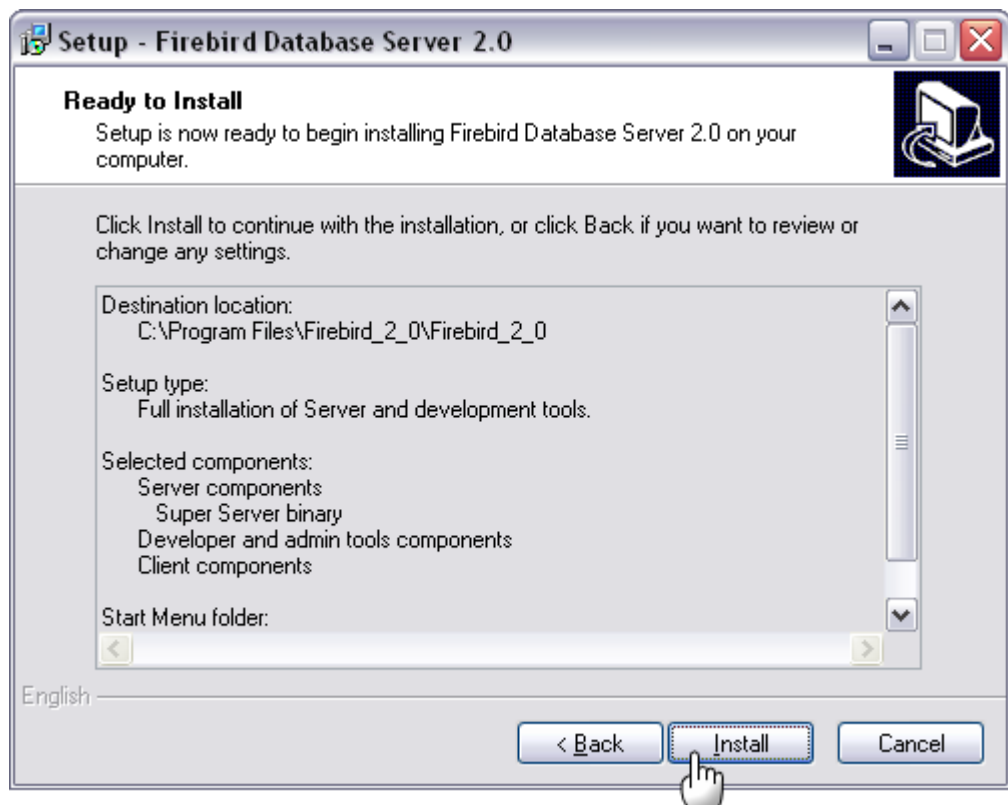 Setup - Firebird Database Server 2.0
Ready to Install
Setup is now ready to begin installing Firebird Database Server 2.0 on your
computer.
Click Install to continue with the installation, or click Back if you want to review or
change any settings.
Destination location:
C:\Program Files\Firebird_2_0\Firebird_2_0
Setup type:
Full installation of Server and development tools.
Selected components:
Server components
Super Server binary
Developer and admin tools components
Client components
Start Menu folder:
English
< Back
Install
Cancel